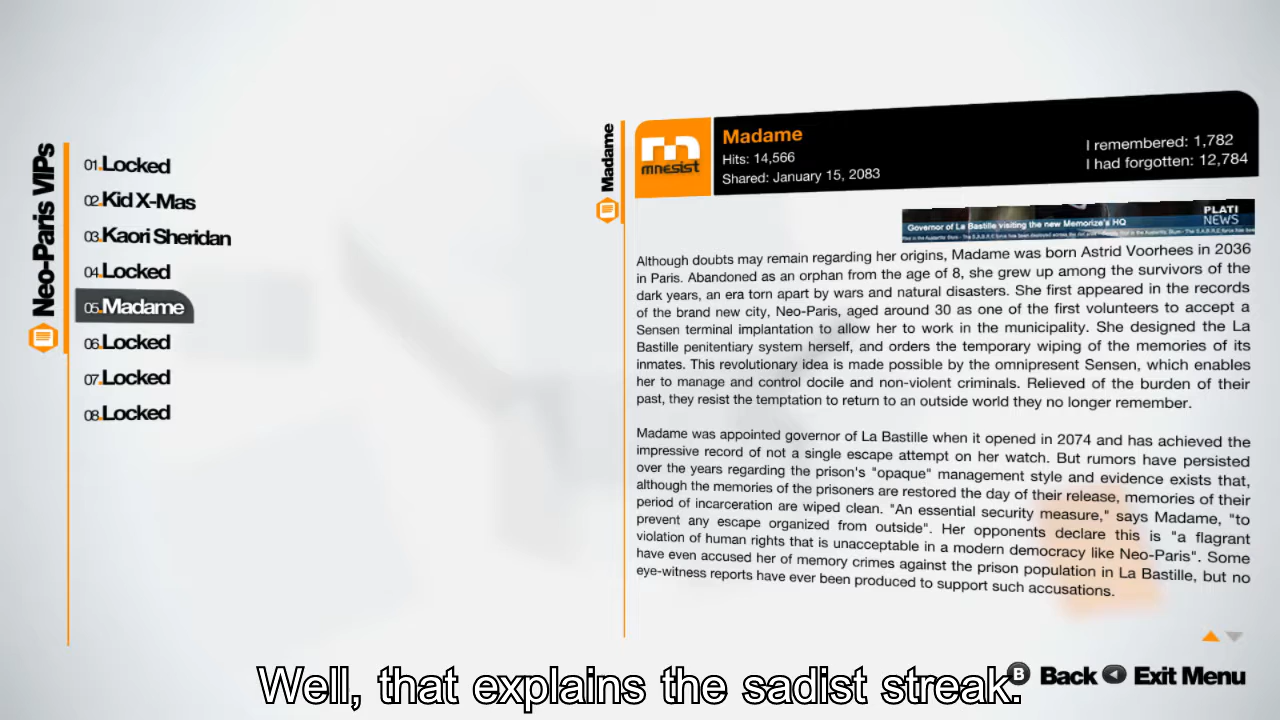 Neo-Paris VIPs
01.Locked
02.Kid X-Mas
03.Kaori Sheridan
04.Locked
05.Madame
06.Locked
07.Locked
08.Locked
Madame
mnesist
Madame
Hits: 14,566
Shared: January 15, 2083
I remembered: 1,782
I had forgotten: 12,784
PLATI
NEWS
Governor of La Bastille visiting the new Memorize's HQ
Although doubts may remain regarding her origins, Madame was born Astrid Voorhees in 2036
in Paris. Abandoned as an orphan from the age of 8, she grew up among the survivors of the
dark years, an era torn apart by wars and natural disasters. She first appeared in the records
of the brand new city, Neo-Paris, aged around 30 as one of the first volunteers to accept a
Sensen terminal implantation to allow her to work in the municipality. She designed the La
Bastille penitentiary system herself, and orders the temporary wiping of the memories of its
inmates. This revolutionary idea is made possible by the omnipresent Sensen, which enables
her to manage and control docile and non-violent criminals. Relieved of the burden of their
past, they resist the temptation to return to an outside world they no longer remember.
Madame was appointed governor of La Bastille when it opened in 2074 and has achieved the
impressive record of not a single escape attempt on her watch. But rumors have persisted
over the years regarding the prison's "opaque" management style and evidence exists that,
although the memories of the prisoners are restored the day of their release, memories of their
period of incarceration are wiped clean. "An essential security measure," says Madame, "to
prevent any escape organized from outside". Her opponents declare this is "a flagrant
violation of human rights that is unacceptable in a modern democracy like Neo-Paris". Some
have even accused her of memory crimes against the prison population in La Bastille, but no
eye-witness reports have ever been produced to support such accusations.
B Back Exit Menu
Well, that explains the sadist streak.